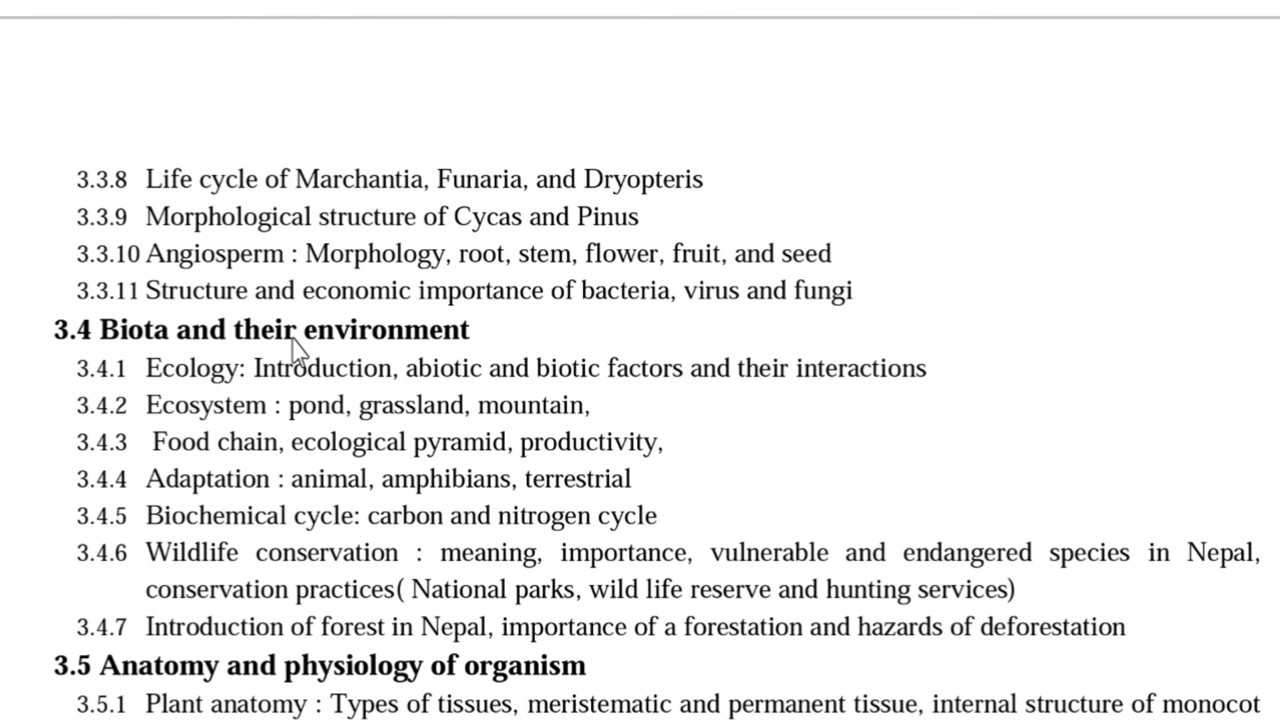 3.3.8 Life cycle of Marchantia, Funaria, and Dryopteris
3.3.9 Morphological structure of Cycas and Pinus
3.3.10 Angiosperm : Morphology, root, stem, flower, fruit, and seed
3.3.11 Structure and economic importance of bacteria, virus and fungi
3.4 Biota and their environment
3.4.1 Ecology: Introduction, abiotic and biotic factors and their interactions
3.4.2 Ecosystem : pond, grassland, mountain,
3.4.3 Food chain, ecological pyramid, productivity,
3.4.4 Adaptation : animal, amphibians, terrestrial
3.4.5 Biochemical cycle: carbon and nitrogen cycle
3.4.6 Wildlife conservation : meaning, importance, vulnerable and endangered species in Nepal,
conservation practices( National parks, wild life reserve and hunting services)
3.4.7 Introduction of forest in Nepal, importance of a forestation and hazards of deforestation
3.5 Anatomy and physiology of organism
3.5.1 Plant anatomy : Types of tissues, meristematic and permanent tissue, internal structure of monocot